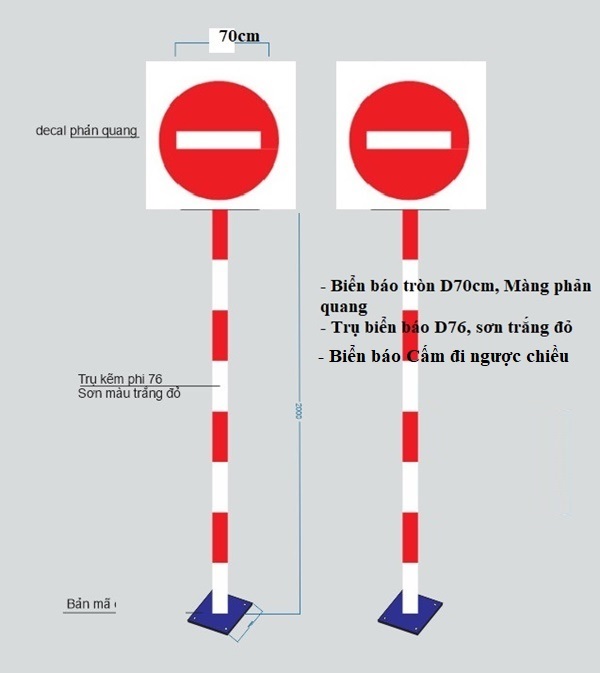 70cm
decal phản quang
- Biển báo tròn D70cm, Màng phản
quang
- Trụ biển báo D76, sơn trắng đỏ
- Biển báo Cấm đi ngược chiều
Trụ kẽm phi 76
Sơn màu trắng đỏ
2000
Bản mã